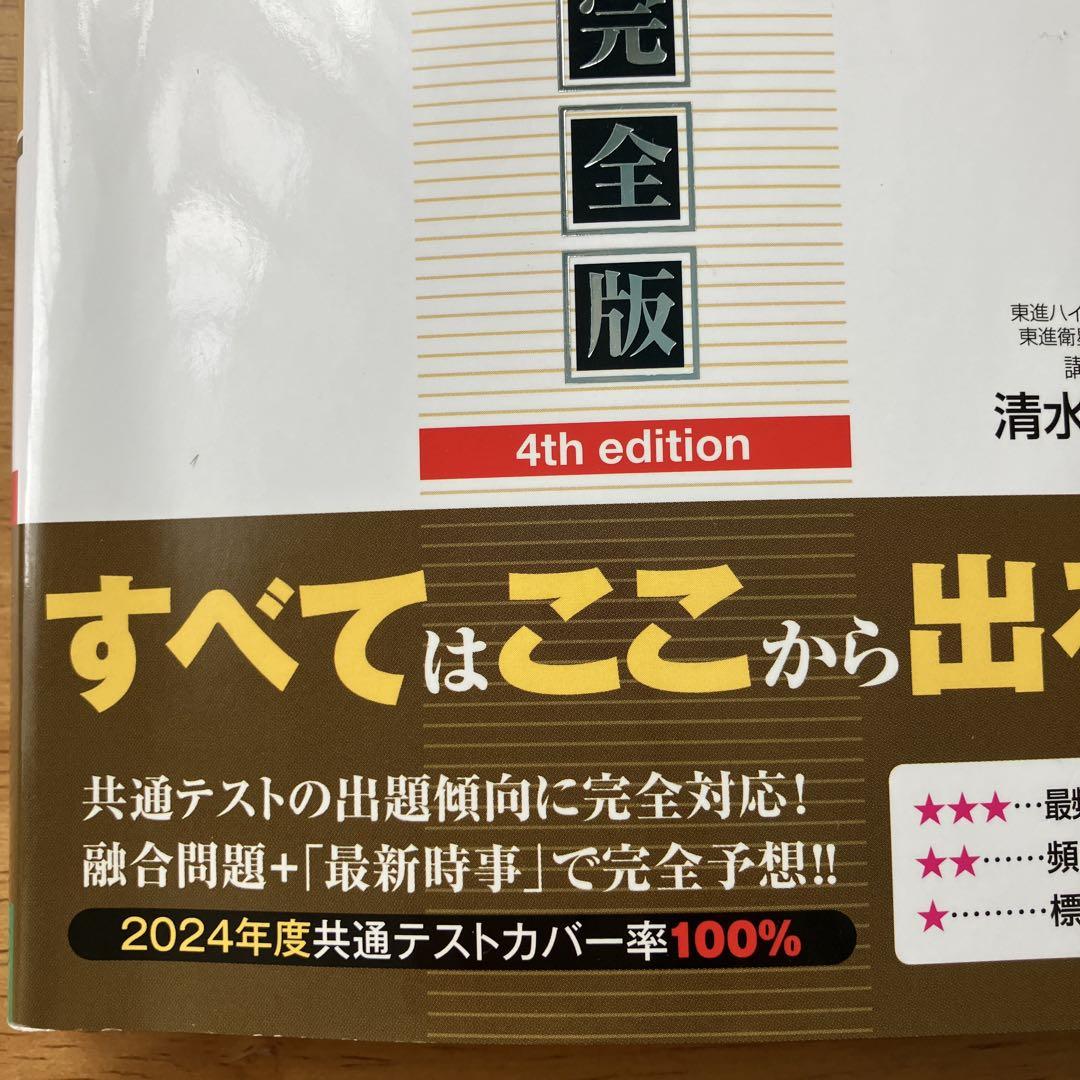 完全版
4th edition
東進ハイ
東進衛星
講
清水
すべてはここから出る
共通テストの出題傾向に完全対応！
融合問題+「最新時事」で完全予想!!
2024年度共通テストカバー率100%
★★★…最頻
★★……頻
★………標